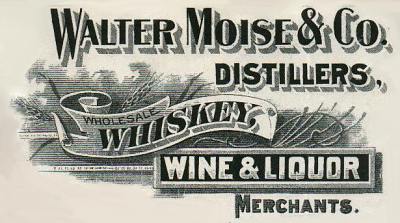 WALTER MOISE & CO.
DISTILLERS,
WHOLESALE
WHISKEY,
WINE & LIQUOR
MERCHANTS.